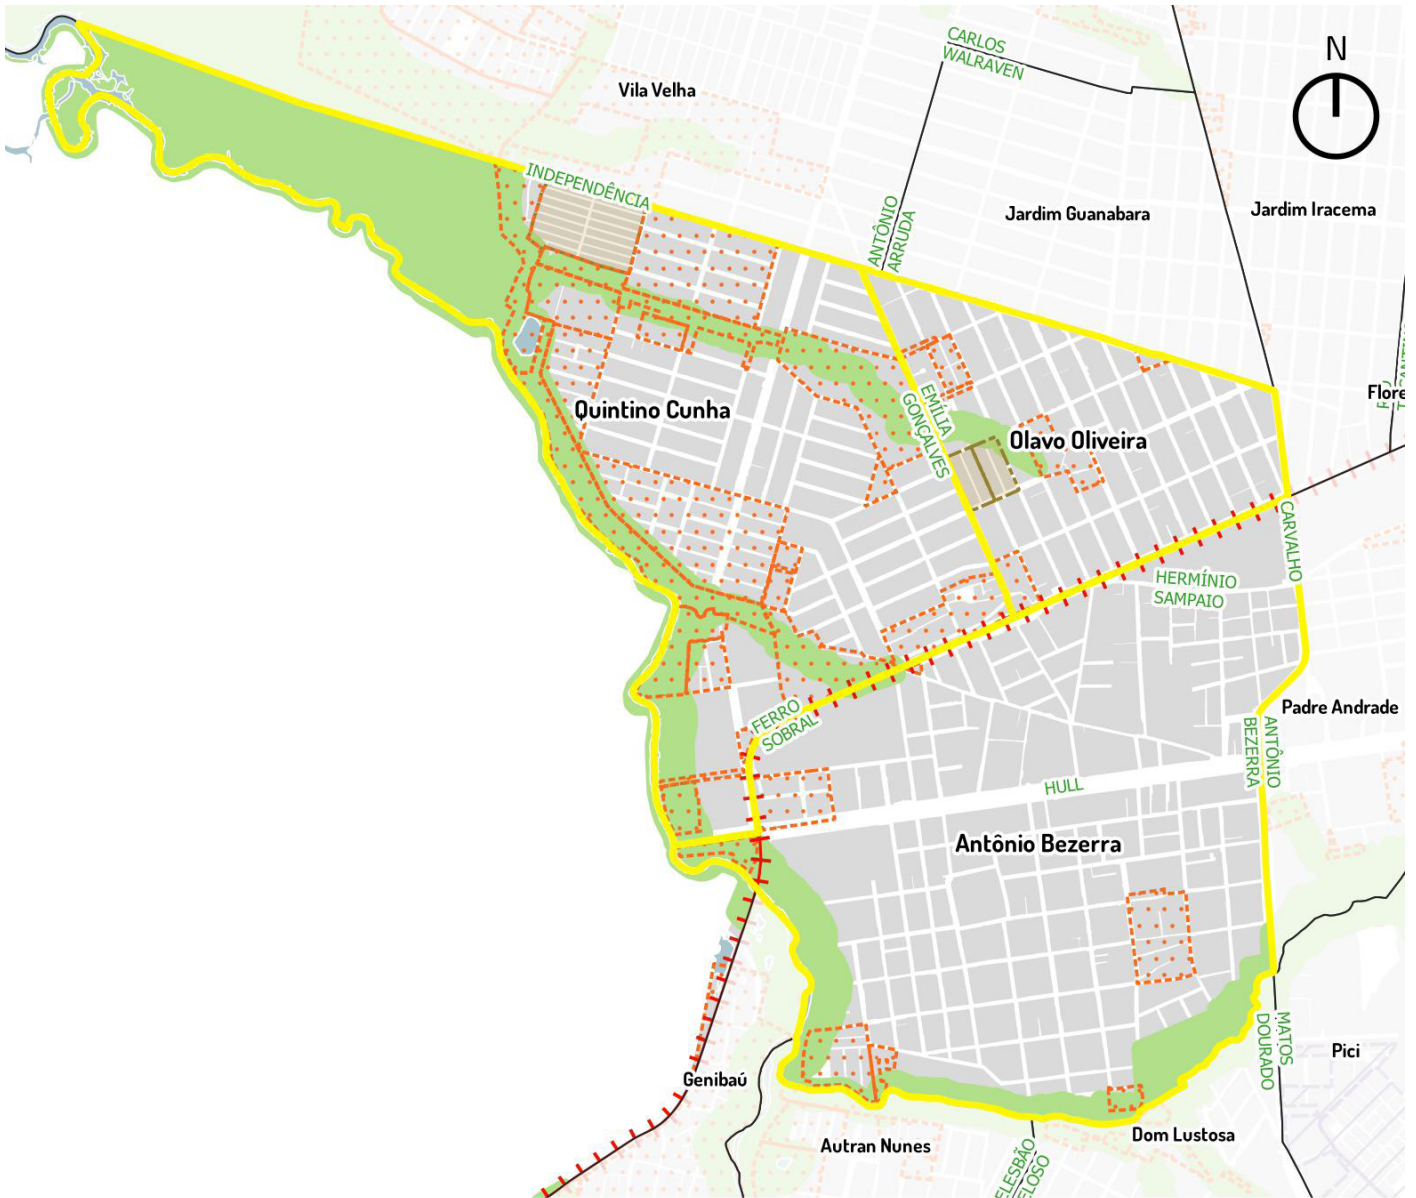 CARLOS
WALRAVEN
N
Vila Velha
INDEPENDÊNCIA
ANTÔNIO
ARRUDA
Jardim Guanabara
Jardim Iracema
Quintino Cunha
EMÍLIA
GONÇALVES
Olavo Oliveira
Flore
CARVALHO
HERMÍNIO
SAMPAIO
FERRO
SOBRAL
Padre Andrade
ANTÔNIO
BEZERRA
HULL
Antônio Bezerra
MATOS
DOURADO
Pici
Genibaú
Autran Nunes
Dom Lustosa
ELESBÃO
ELOSO